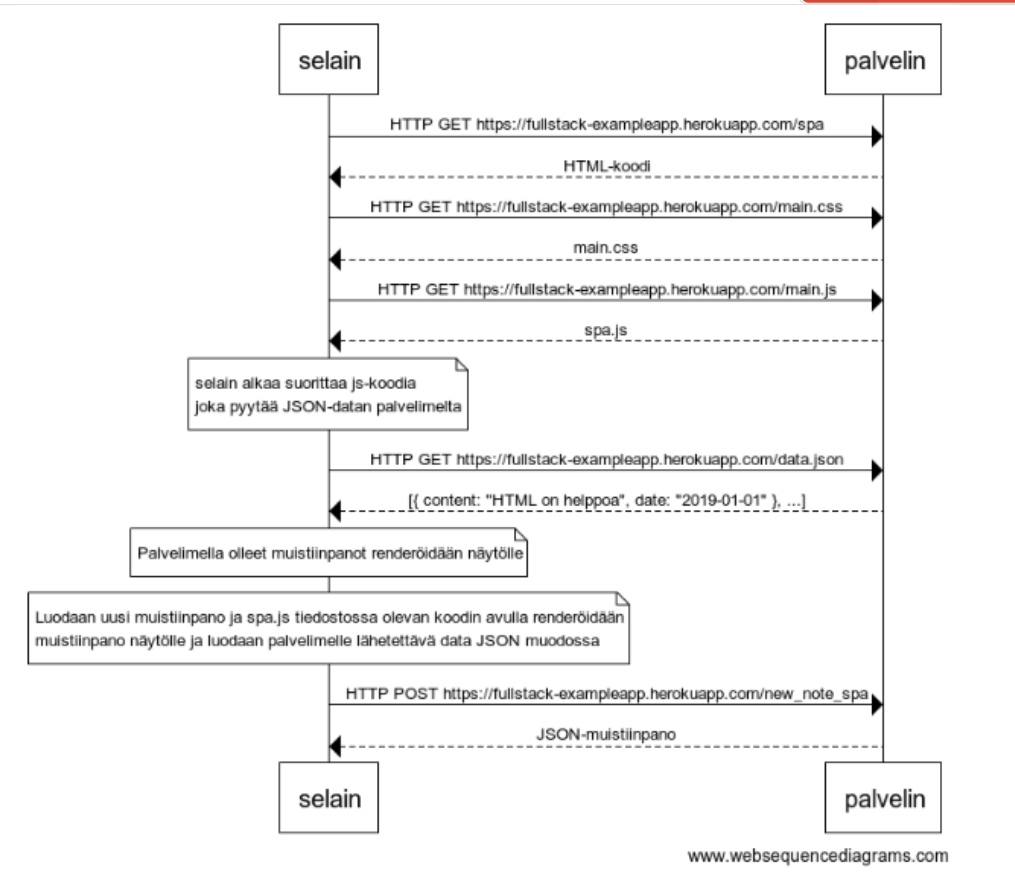 selain palvelin
HTTP GET https://fullstack-exampleapp.herokuapp.com/spa
HTML-koodi
HTTP GET https://fullstack-exampleapp.herokuapp.com/main.css
main.css
HTTP GET https://fullstack-exampleapp.herokuapp.com/main.js
spa.js
selain alkaa suorittaa js-koodia
joka pyytää JSON-datan palvelimelta
HTTP GET https://fullstack-exampleapp.herokuapp.com/data.json
[{ content: "HTML on helppoa", date: "2019-01-01" }, ...]
Palvelimella olleet muistiinpanot renderöidään näytölle
Luodaan uusi muistiinpano ja spa.js tiedostossa olevan koodin avulla renderöidään
muistiinpano näytölle ja luodaan palvelimelle lähetettävä data JSON muodossa
HTTP POST https://fullstack-exampleapp.herokuapp.com/new_note_spa
JSON-muistiinpano
selain palvelin
www.websequencediagrams.com